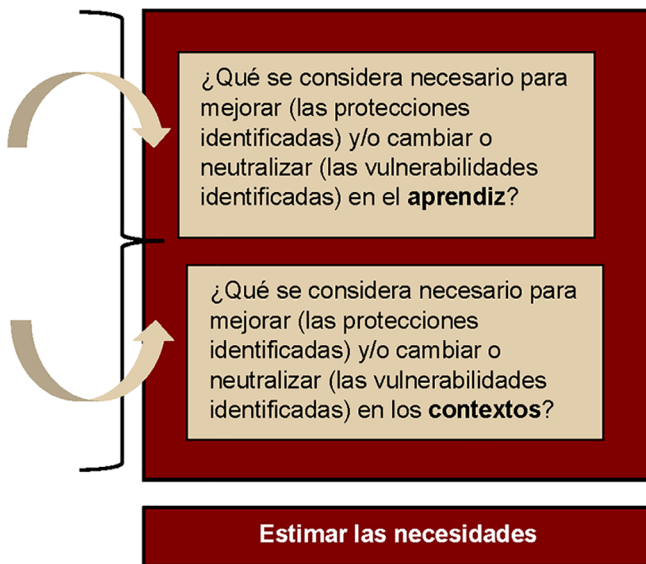 ¿Qué se considera necesario para
mejorar (las protecciones
identificadas) y/o cambiar o
neutralizar (las vulnerabilidades
identificadas) en el aprendiz?
¿Qué se considera necesario para
mejorar (las protecciones
identificadas) y/o cambiar o
neutralizar (las vulnerabilidades
identificadas) en los contextos?
Estimar las necesidades